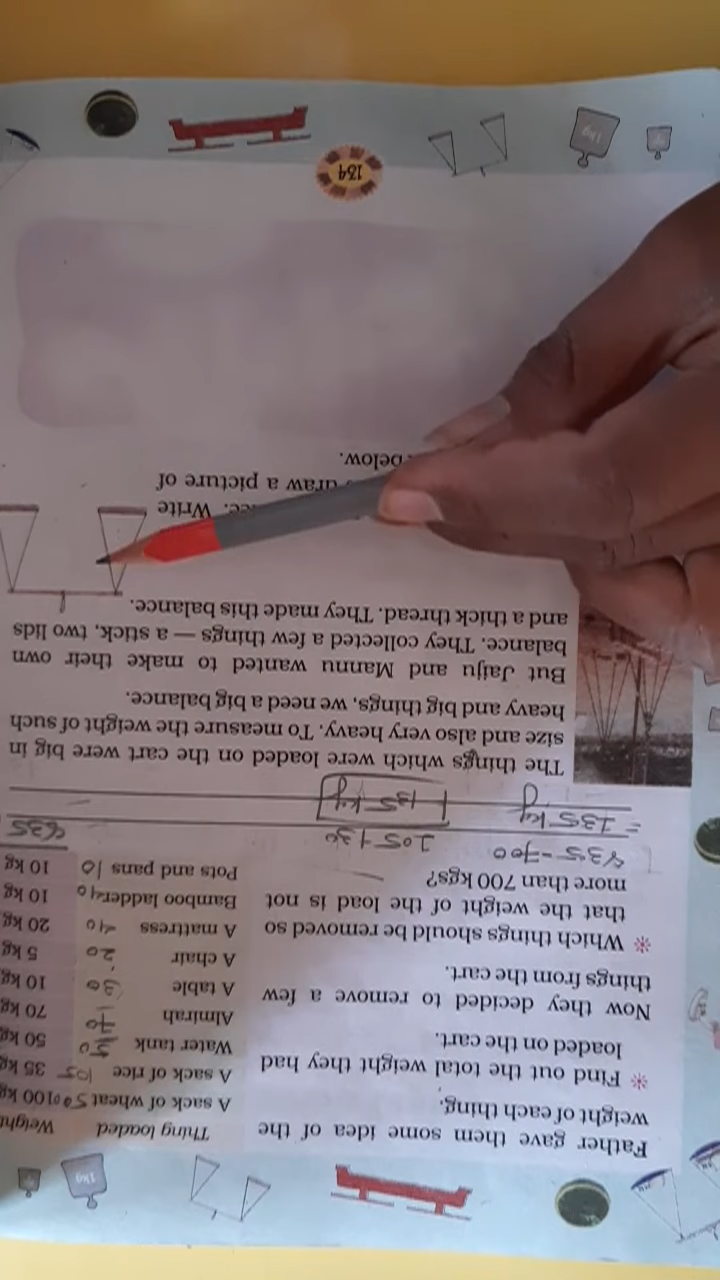 Father gave them some idea of the
weight of each thing.
* Find out the total weight they had
loaded on the cart.
Now they decided to remove a few
things from the cart.
* Which things should be removed so
that the weight of the load is not
more than 700 kgs?
Thing loaded Weight
A sack of wheat 500 100 kg
A sack of rice 105 35 kg
Water tank 50 50 kg
Almirah 70 70 kg
A table 30 10 kg
A chair 20 5 kg
A mattress 40 20 kg
Bamboo ladder 10 kg
Pots and pans 10 10 kg
835
835-700
= 135 kg
105+30
135 kg
The things which were loaded on the cart were big in
size and also very heavy. To measure the weight of such
heavy and big things, we need a big balance.
But Jaiju and Mannu wanted to make their own
balance. They collected a few things — a stick, two lids
and a thick thread. They made this balance.
Write
draw a picture of
below.
134
1kg
1kg